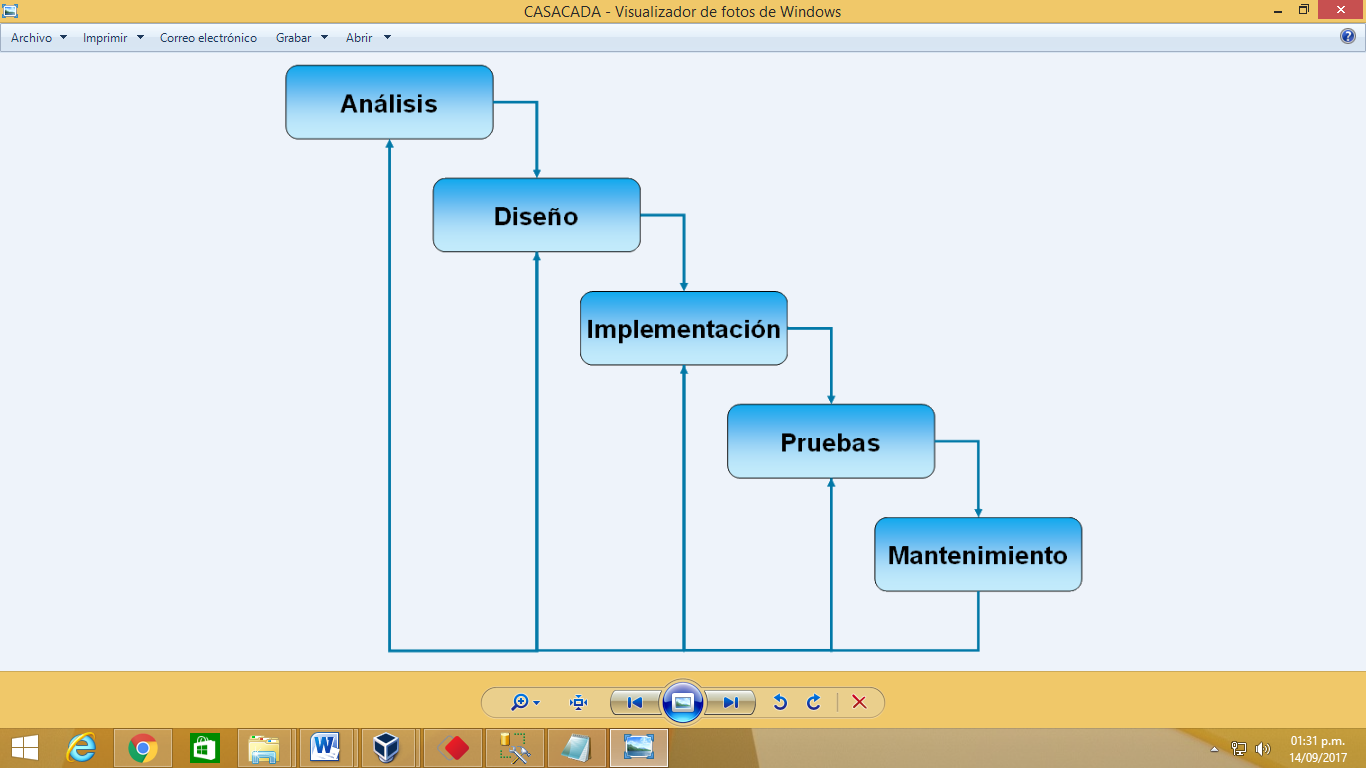 CASACADA - Visualizador de fotos de Windows
Archivo Imprimir Correo electrónico Grabar Abrir
Análisis
Diseño
Implementación
Pruebas
Mantenimiento
01:31 p.m.
14/09/2017